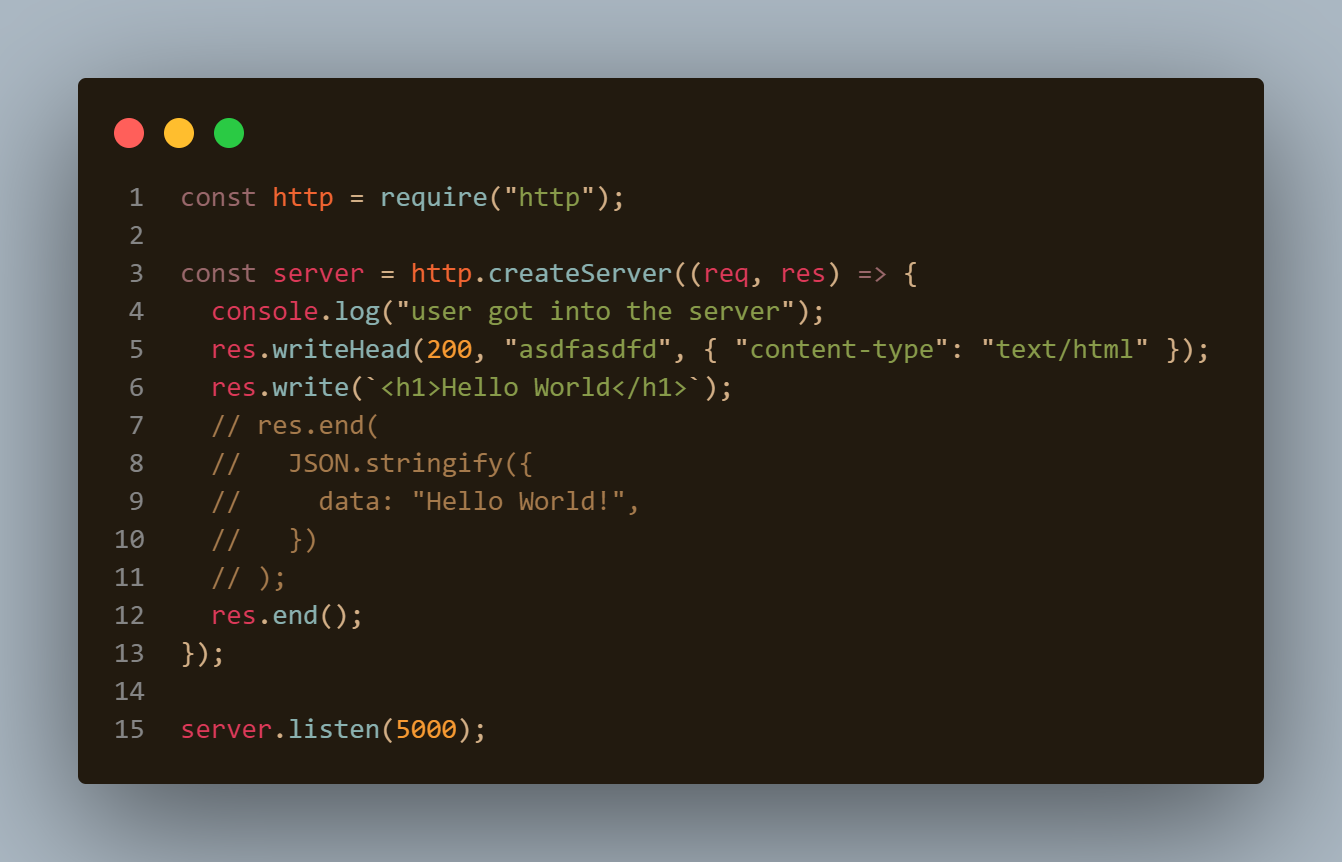 1 const http = require("http");
2
3 const server = http.createServer((req, res) => {
4   console.log("user got into the server");
5   res.writeHead(200, "asdfasdfd", { "content-type": "text/html" });
6   res.write(`<h1>Hello World</h1>`);
7   // res.end(
8   //   JSON.stringify({
9   //     data: "Hello World!",
10   //   })
11   // );
12   res.end();
13 });
14
15 server.listen(5000);